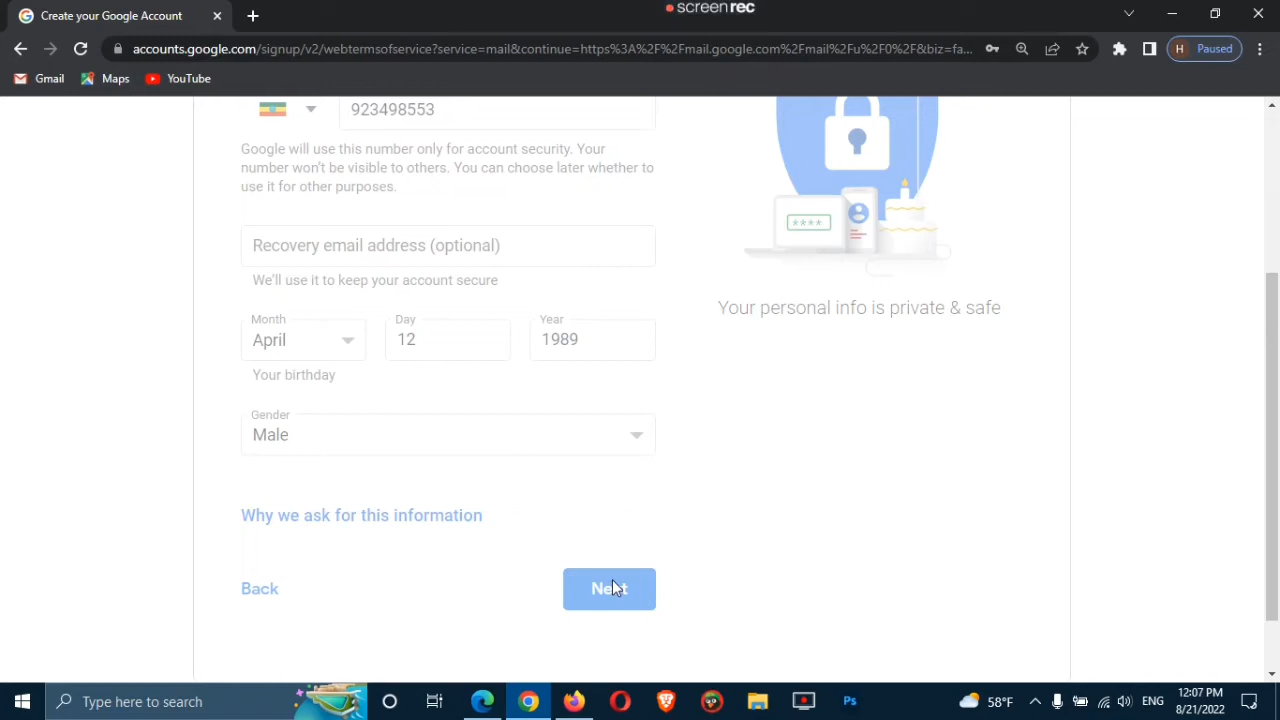 Create your Google Account
screenrec
accounts.google.com/signup/v2/webtermsofservice?service=mail&continue=https%3A%2F%2Fmail.google.com%2Fmail%2Fu%2F0%2F&biz=fa...
H Paused
Gmail Maps YouTube
923498553
Google will use this number only for account security. Your
number won't be visible to others. You can choose later whether to
use it for other purposes.
Recovery email address (optional)
We'll use it to keep your account secure
Month Day Year
April 12 1989
Your birthday
Gender
Male
Why we ask for this information
Back Next
****
Your personal info is private & safe
Type here to search
Ps
58°F
ENG
12:07 PM
8/21/2022